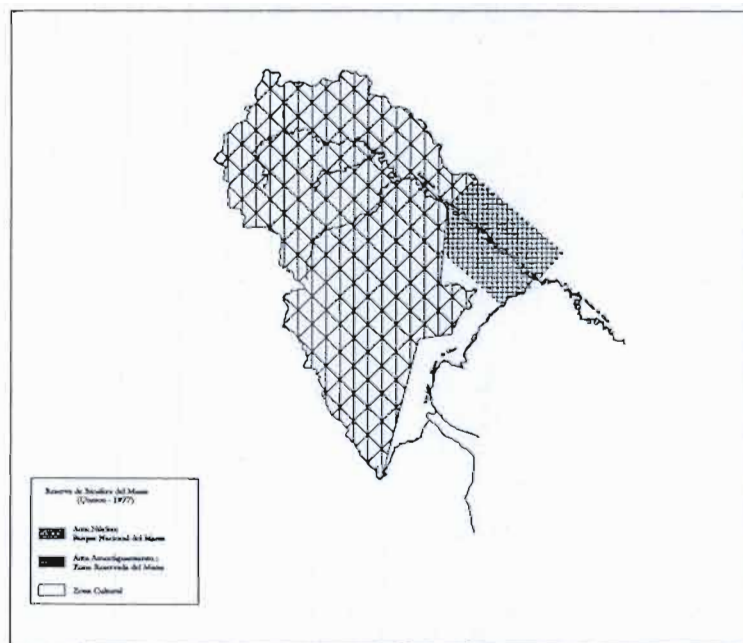 Reserva de Biosfera del Manu
(Unesco - 1977)
Area Núcleo:
Parque Nacional del Manu
Area Amortiguamiento:
Zona Reservada del Manu
Zona Cultural